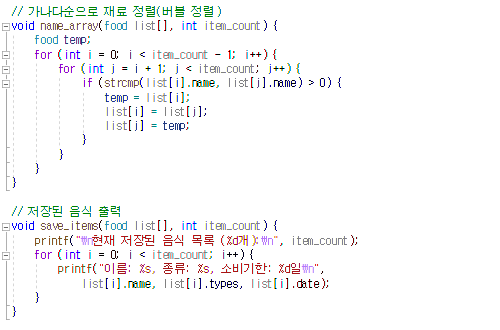 // 가나다순으로 재료 정렬(버블 정렬)
void name_array(food list[], int item_count) {
    food temp;
    for (int i = 0; i < item_count - 1; i++) {
        for (int j = i + 1; j < item_count; j++) {
            if (strcmp(list[i].name, list[j].name) > 0) {
                temp = list[i];
                list[i] = list[j];
                list[j] = temp;
            }
        }
    }
}

// 저장된 음식 출력
void save_items(food list[], int item_count) {
    printf("₩n현재 저장된 음식 목록 (%d개):₩n", item_count);
    for (int i = 0; i < item_count; i++) {
        printf("이름: %s, 종류: %s, 소비기한: %d일₩n",
            list[i].name, list[i].types, list[i].date);
    }
}